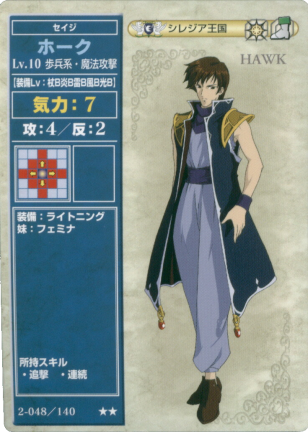 セイジ
ホーク
Lv.10 歩兵系・魔法攻撃
[装備Lv:杖B炎B雷B風B光B]
気力:7
攻:4/反:2
装備:ライトニング
妹:フェミナ
所持スキル
・追撃 ・連続
2-048/140 ★★
シレジア王国
HAWK